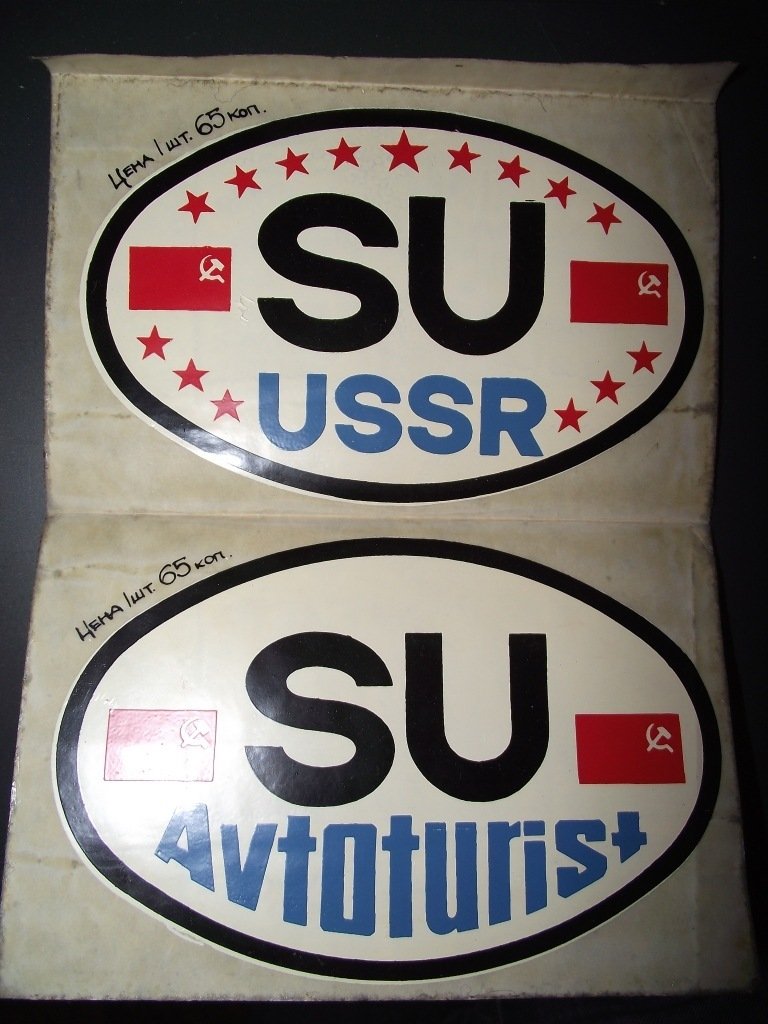 Цена 1 шт. 65 коп.
SU
USSR
Цена 1 шт. 65 коп.
SU
Avtoturist